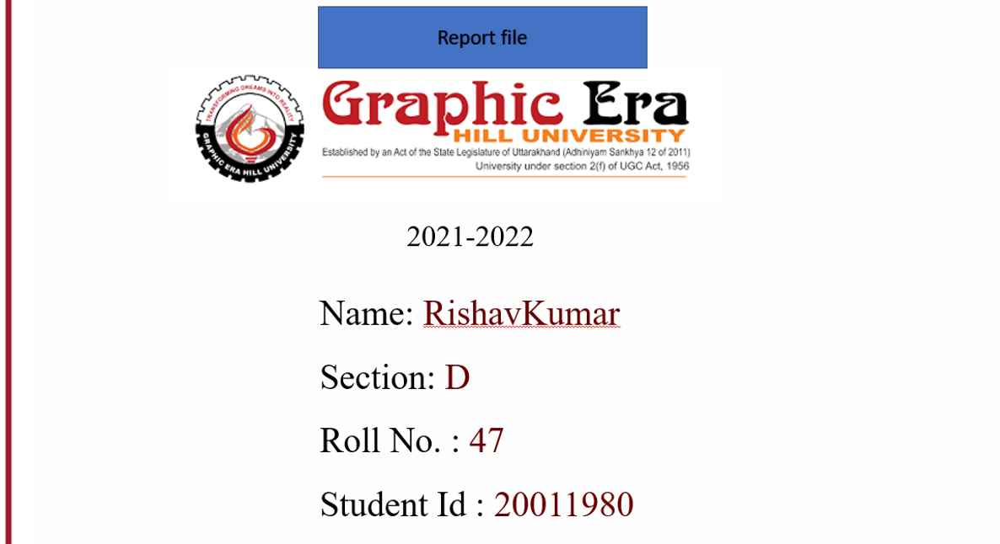 Report file
TRANSFORMING DREAMS INTO REALITY
GRAPHIC ERA HILL UNIVERSITY
Graphic Era
HILL UNIVERSITY
Established by an Act of the State Legislature of Uttarakhand (Adhiniyam Sankhya 12 of 2011)
University under section 2(f) of UGC Act, 1956
2021-2022
Name: RishavKumar
Section: D
Roll No. : 47
Student Id : 20011980